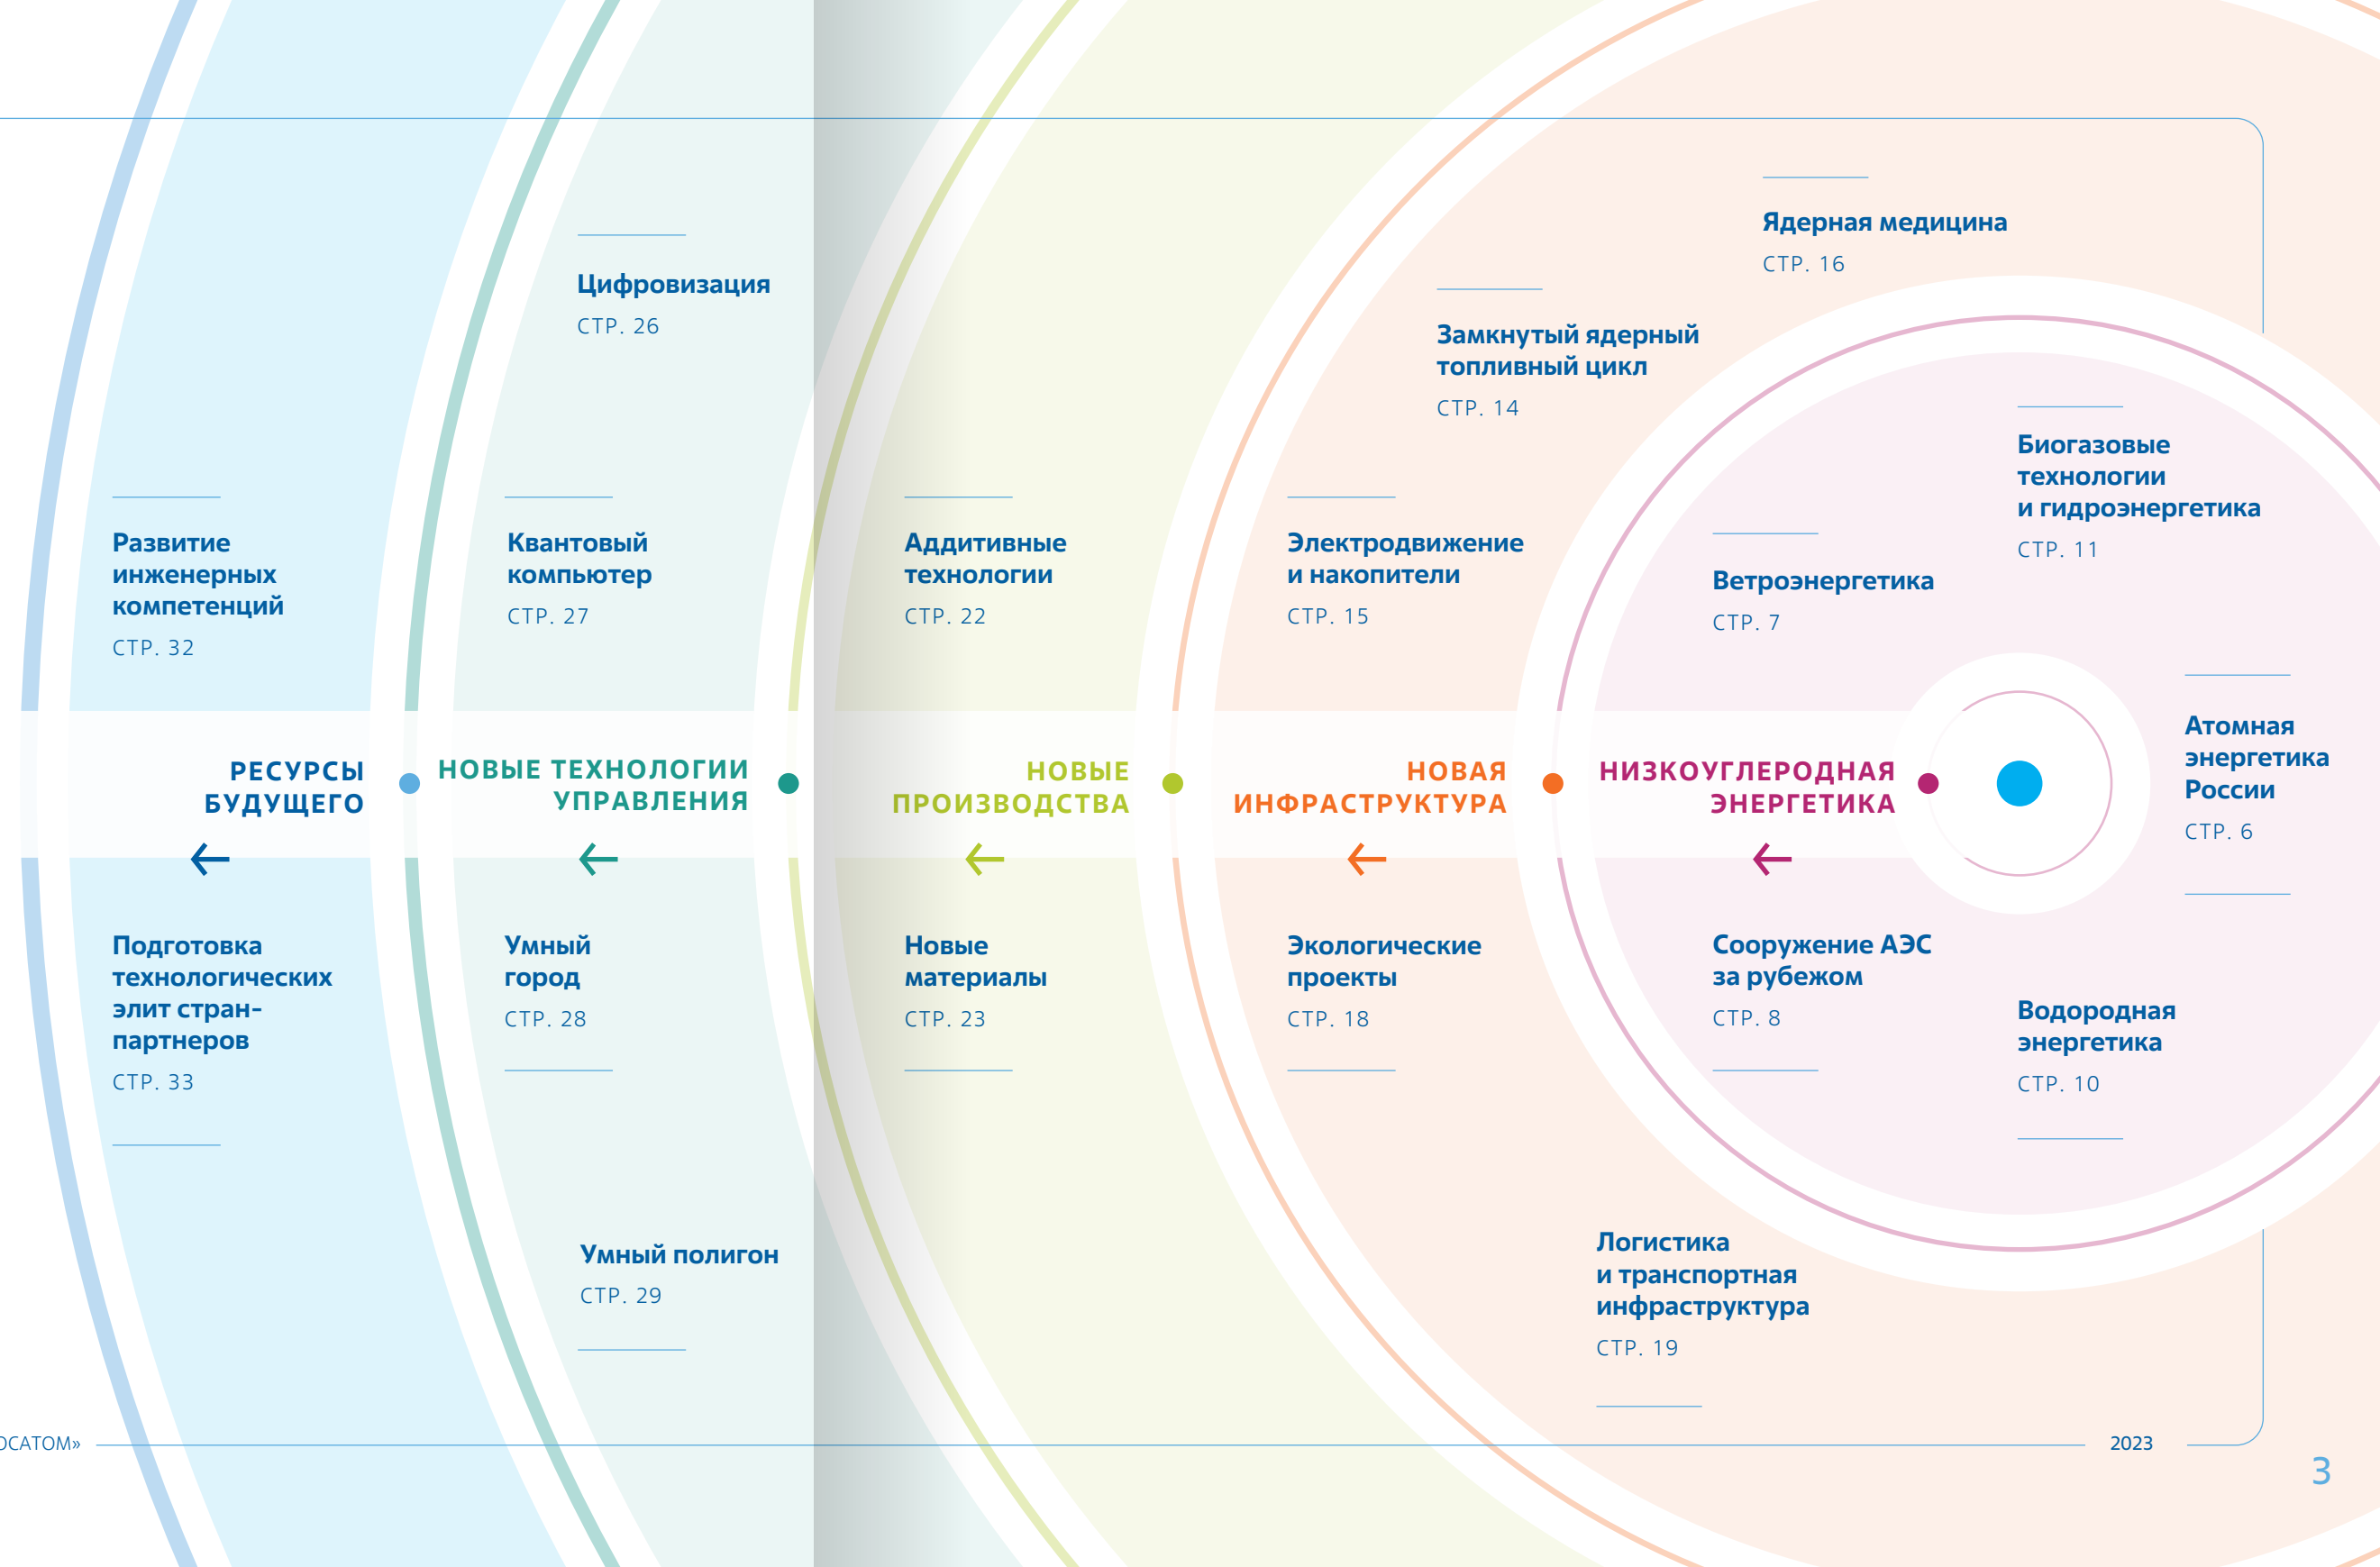 Ядерная медицина
СТР. 16
Цифровизация
СТР. 26
Замкнутый ядерный
топливный цикл
СТР. 14
Биогазовые
технологии
и гидроэнергетика
СТР. 11
Развитие
инженерных
компетенций
СТР. 32
Квантовый
компьютер
СТР. 27
Аддитивные
технологии
СТР. 22
Электродвижение
и накопители
СТР. 15
Ветроэнергетика
СТР. 7
Атомная
энергетика
России
СТР. 6
РЕСУРСЫ
БУДУЩЕГО
НОВЫЕ ТЕХНОЛОГИИ
УПРАВЛЕНИЯ
НОВЫЕ
ПРОИЗВОДСТВА
НОВАЯ
ИНФРАСТРУКТУРА
НИЗКОУГЛЕРОДНАЯ
ЭНЕРГЕТИКА
Подготовка
технологических
элит стран-
партнеров
СТР. 33
Умный
город
СТР. 28
Новые
материалы
СТР. 23
Экологические
проекты
СТР. 18
Сооружение АЭС
за рубежом
СТР. 8
Водородная
энергетика
СТР. 10
Умный полигон
СТР. 29
Логистика
и транспортная
инфраструктура
СТР. 19
2023
3